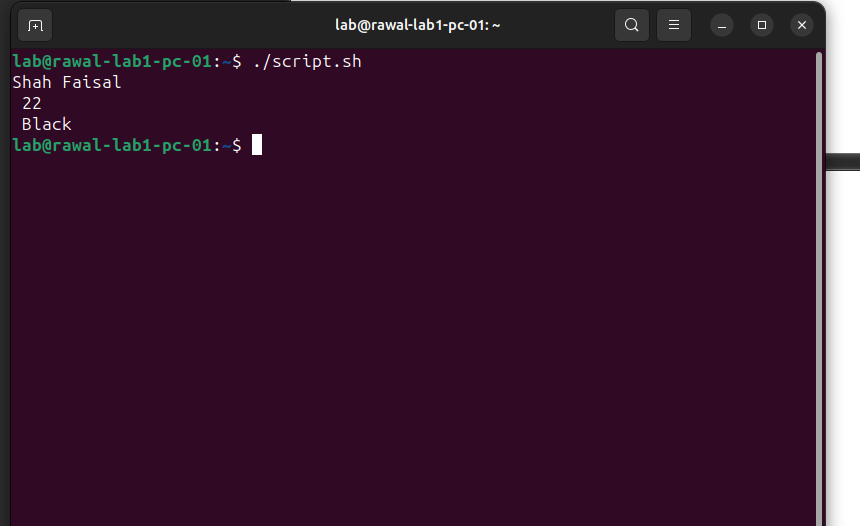 lab@rawal-lab1-pc-01: ~
lab@rawal-lab1-pc-01:~$ ./script.sh
Shah Faisal
 22
 Black
lab@rawal-lab1-pc-01:~$